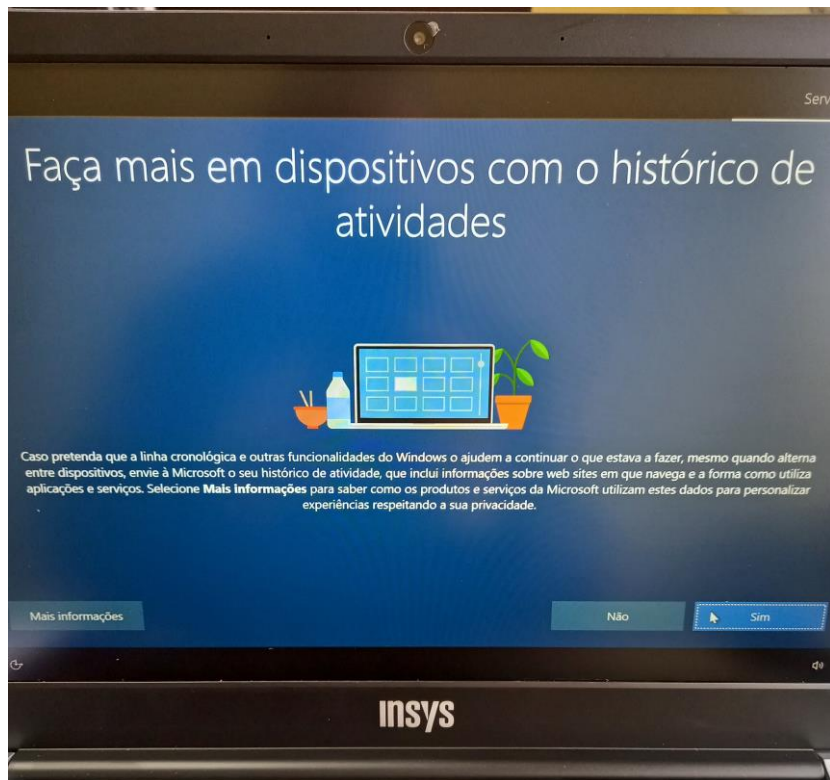 Serv
Faça mais em dispositivos com o histórico de
atividades
Caso pretenda que a linha cronológica e outras funcionalidades do Windows o ajudem a continuar o que estava a fazer, mesmo quando alterna
entre dispositivos, envie à Microsoft o seu histórico de atividade, que inclui informações sobre web sites em que navega e a forma como utiliza
aplicações e serviços. Selecione Mais informações para saber como os produtos e serviços da Microsoft utilizam estes dados para personalizar
experiências respeitando a sua privacidade.
Mais informações
Não
Sim
INSYS